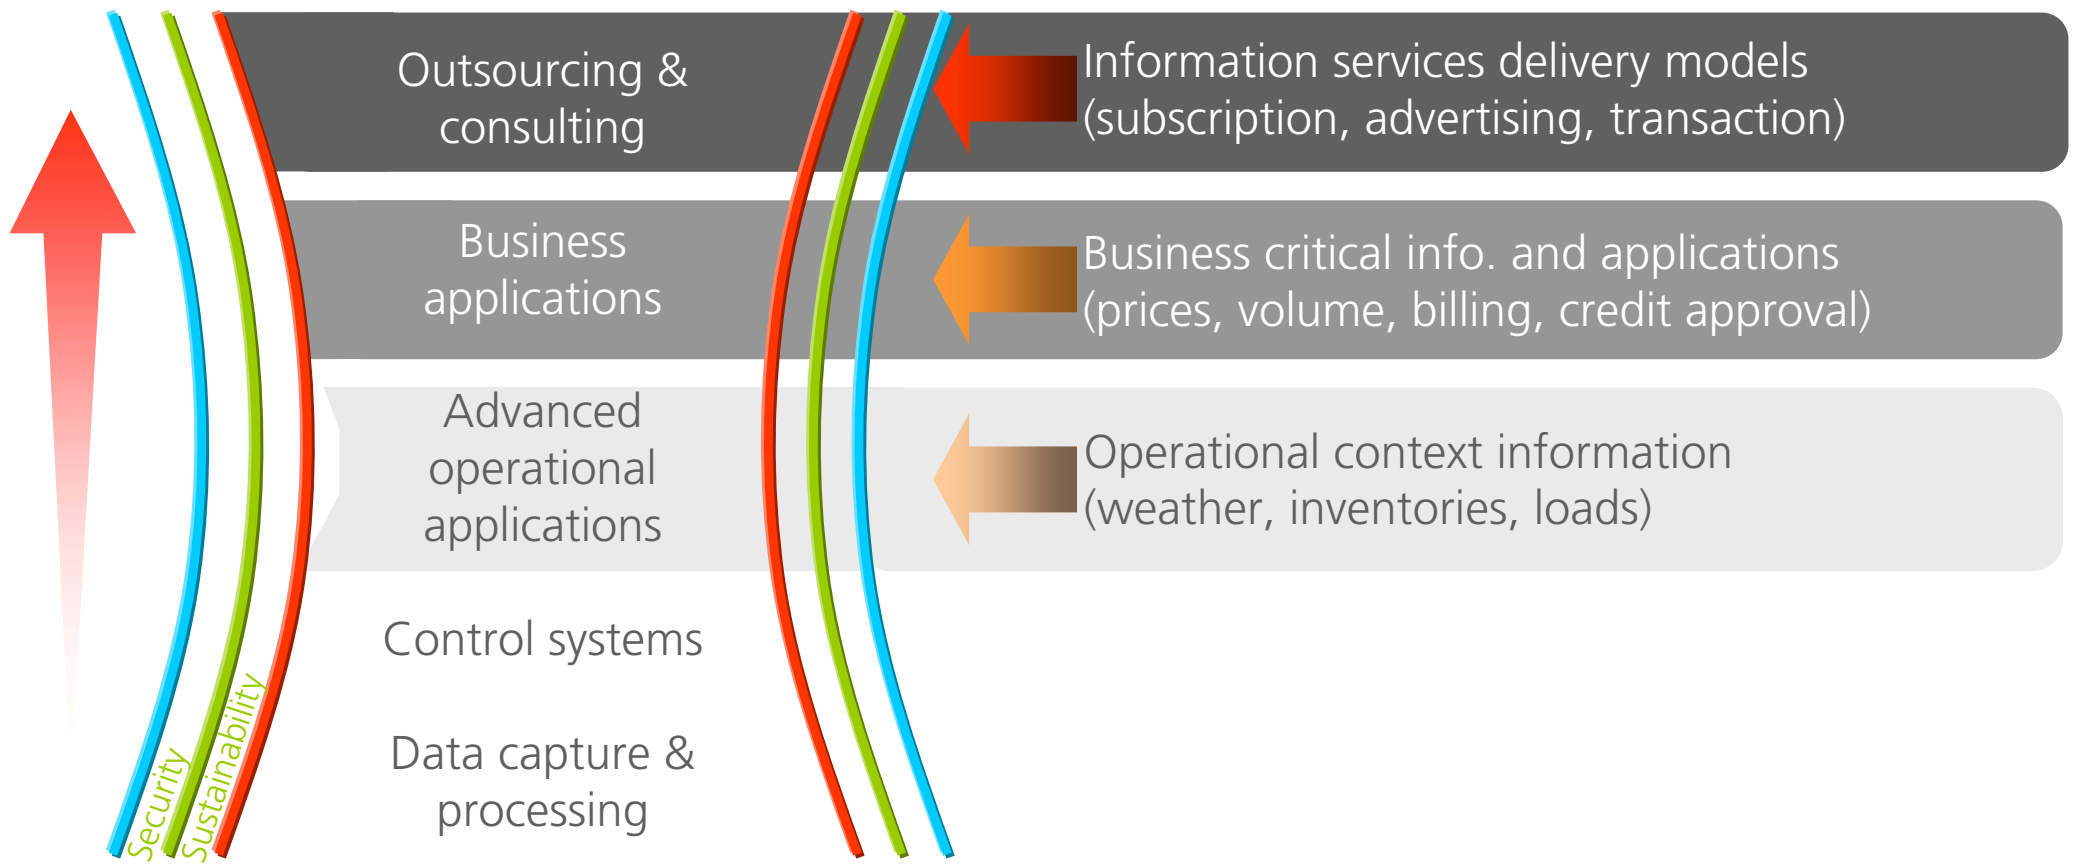 Outsourcing &
consulting
Information services delivery models
(subscription, advertising, transaction)
Business
applications
Business critical info. and applications
(prices, volume, billing, credit approval)
Advanced
operational
applications
Operational context information
(weather, inventories, loads)
Control systems
Data capture &
processing
Security
Sustainability